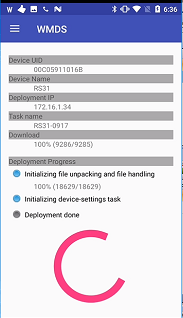 6:36
WMDS
Device UID
00C05911016B
Device Name
RS31
Deployment IP
172.16.1.34
Task name
RS31-0917
Download
100% (9286/9285)
Deployment Progress
Initializing file unpacking and file handling
100% (18629/18629)
Initializing device-settings task
Deployment done